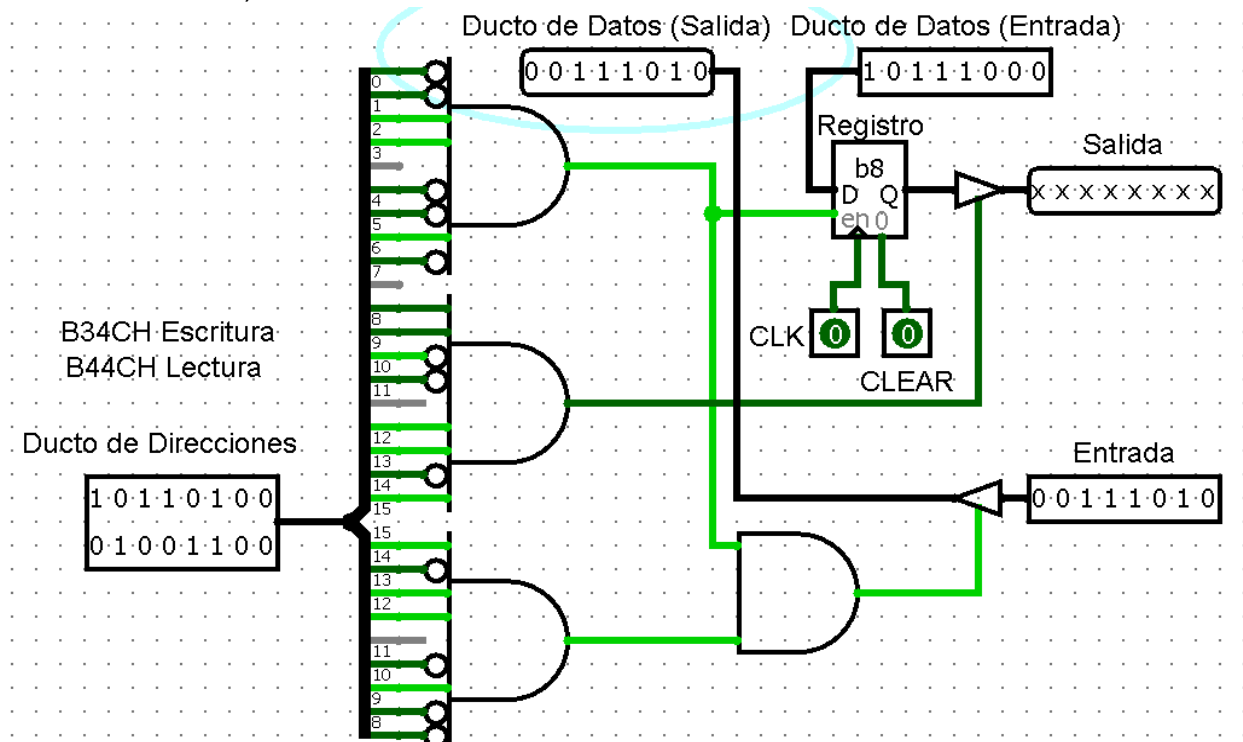 Ducto de Datos (Salida)
Ducto de Datos (Entrada)
0 0 1 1 1 0 1 0
1 0 1 1 1 0 0 0
0
1
2
3
4
5
6
7
8
9
10
11
12
13
14
15
15
14
13
12
11
10
9
8
Registro
b8
D Q
en 0
Salida
x x x x x x x x
CLK
0
0
CLEAR
B34CH Escritura
B44CH Lectura
Ducto de Direcciones
1 0 1 1 0 1 0 0
0 1 0 0 1 1 0 0
Entrada
0 0 1 1 1 0 1 0